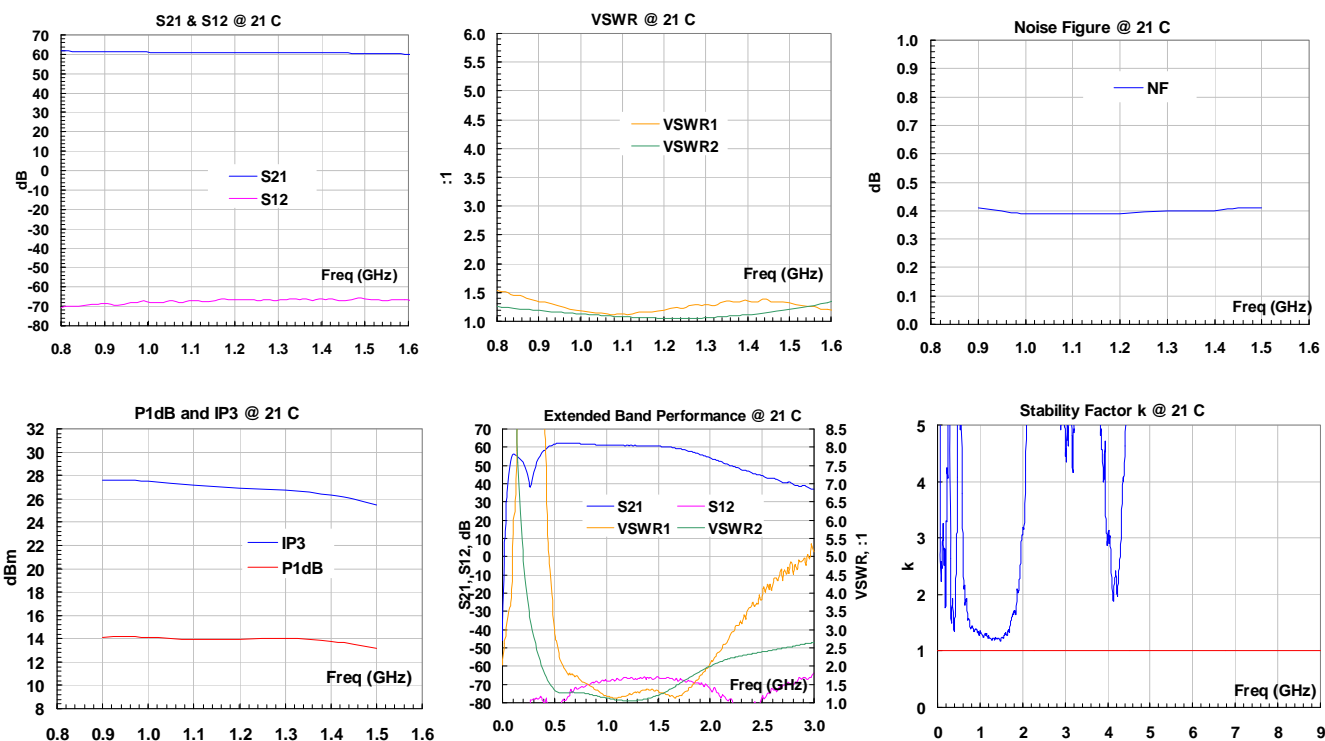 S21 & S12 @ 21 C
70
60
50
40
30
20
10
0
-10
-20
-30
-40
-50
-60
-70
-80
dB
S21
S12
Freq (GHz)
0.8 0.9 1.0 1.1 1.2 1.3 1.4 1.5 1.6
VSWR @ 21 C
6.0
5.5
5.0
4.5
4.0
3.5
3.0
2.5
2.0
1.5
1.0
:1
VSWR1
VSWR2
Freq (GHz)
0.8 0.9 1.0 1.1 1.2 1.3 1.4 1.5 1.6
Noise Figure @ 21 C
1.0
0.9
0.8
0.7
0.6
0.5
0.4
0.3
0.2
0.1
0.0
dB
NF
Freq (GHz)
0.8 0.9 1.0 1.1 1.2 1.3 1.4 1.5 1.6
P1dB and IP3 @ 21 C
32
30
28
26
24
22
20
18
16
14
12
10
8
dBm
IP3
P1dB
Freq (GHz)
0.8 0.9 1.0 1.1 1.2 1.3 1.4 1.5 1.6
Extended Band Performance @ 21 C
70
60
50
40
30
20
10
0
-10
-20
-30
-40
-50
-60
-70
-80
S21,,S12, dB
S21 S12
VSWR1 VSWR2
8.5
8.0
7.5
7.0
6.5
6.0
5.5
5.0
4.5
4.0
3.5
3.0
2.5
2.0
1.5
1.0
VSWR, :1
Freq (GHz)
0.0 0.5 1.0 1.5 2.0 2.5 3.0
Stability Factor k @ 21 C
5
4
3
2
1
0
k
Freq (GHz)
0 1 2 3 4 5 6 7 8 9